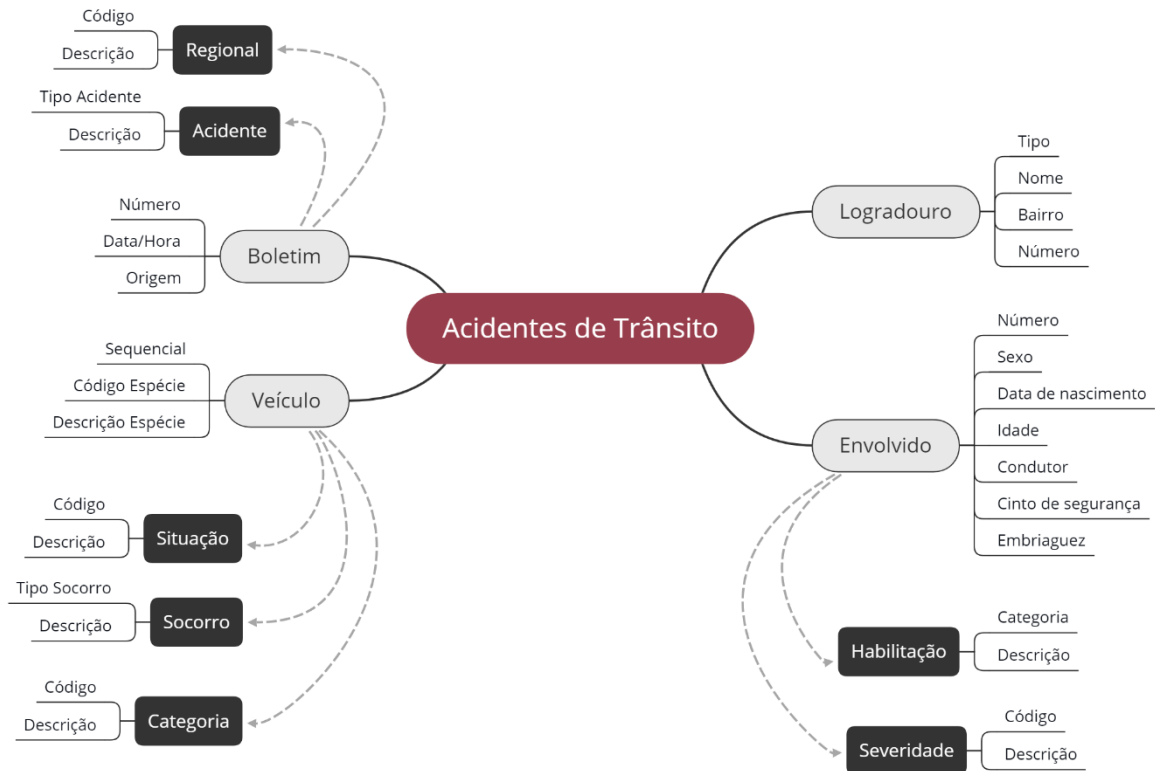 Código
Descrição
Regional
Tipo Acidente
Descrição
Acidente
Número
Data/Hora
Origem
Boletim
Sequencial
Código Espécie
Descrição Espécie
Veículo
Código
Descrição
Situação
Tipo Socorro
Descrição
Socorro
Código
Descrição
Categoria
Acidentes de Trânsito
Logradouro
Tipo
Nome
Bairro
Número
Envolvido
Número
Sexo
Data de nascimento
Idade
Condutor
Cinto de segurança
Embriaguez
Habilitação
Categoria
Descrição
Severidade
Código
Descrição